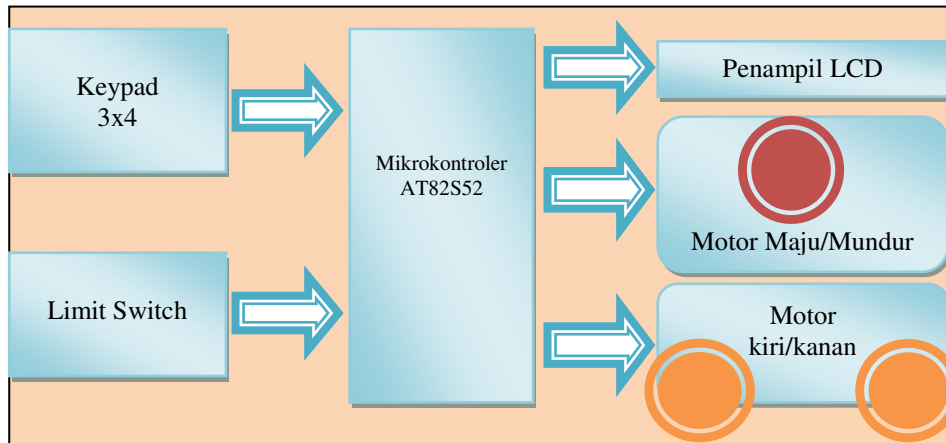 Keypad
3x4
Limit Switch
Mikrokontroler
AT82S52
Penampil LCD
Motor Maju/Mundur
Motor
kiri/kanan